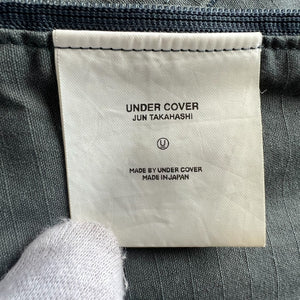 UNDER COVER
JUN TAKAHASHI
U
MADE BY UNDER COVER
MADE IN JAPAN